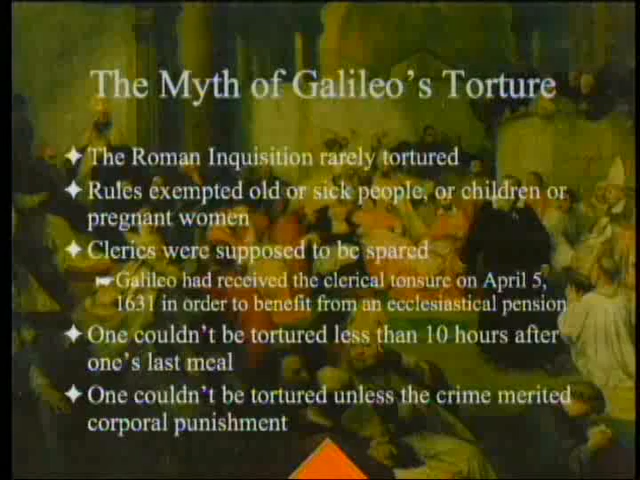 The Myth of Galileo's Torture
The Roman Inquisition rarely tortured
Rules exempted old or sick people, or children or
pregnant women
Clerics were supposed to be spared
Galileo had received the clerical tonsure on April 5,
1631 in order to benefit from an ecclesiastical pension
One couldn't be tortured less than 10 hours after
one's last meal
One couldn't be tortured unless the crime merited
corporal punishment